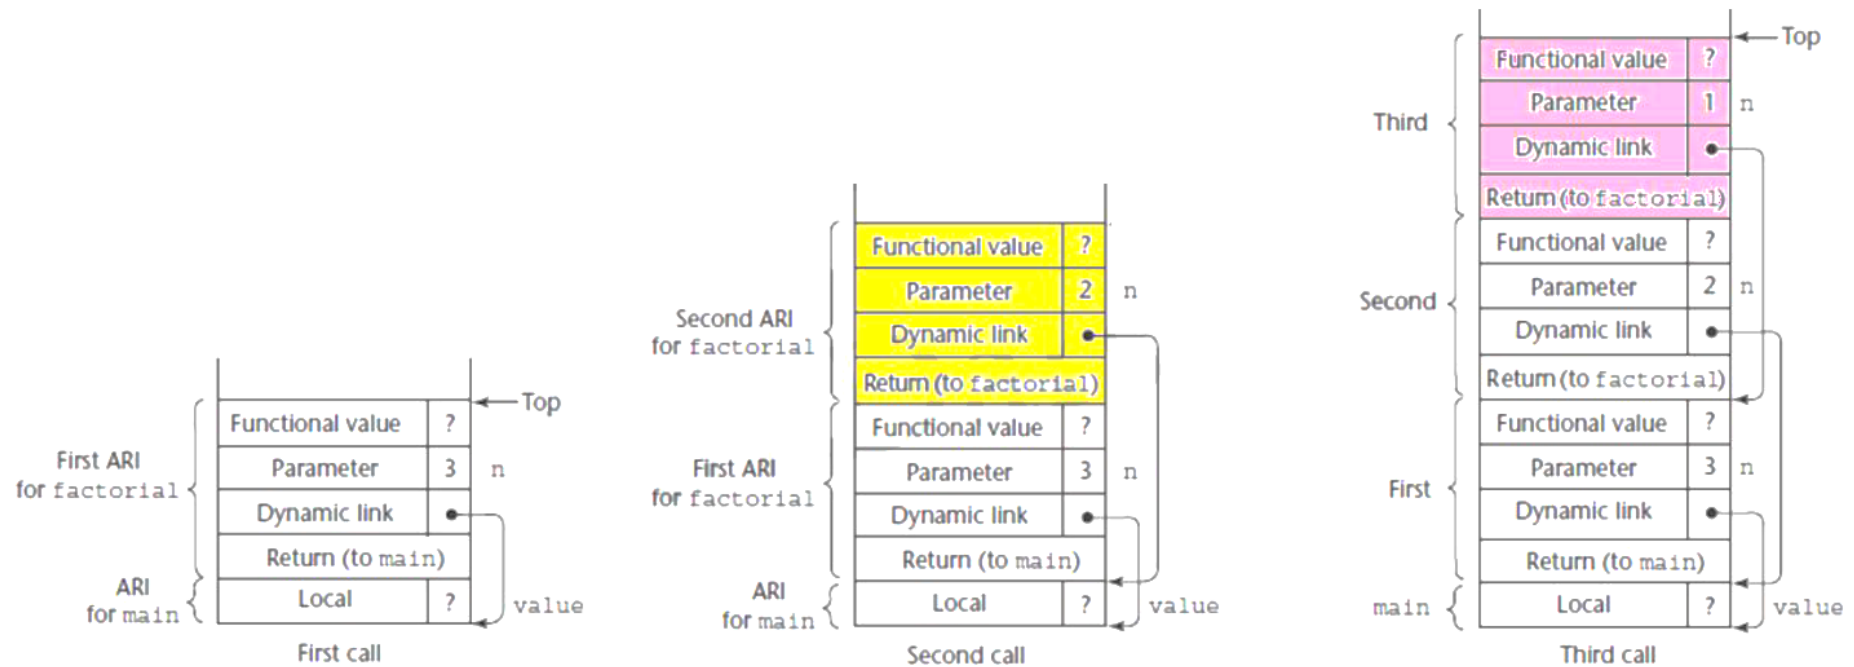 Functional value ?
Top
First ARI
for factorial
Parameter 3 n
Dynamic link
Return (to main)
ARI
for main
Local ?
value
First call
Second ARI
for factorial
Functional value ?
Parameter 2 n
Dynamic link
Return (to factorial)
First ARI
for factorial
Functional value ?
Parameter 3 n
Dynamic link
Return (to main)
ARI
for main
Local ?
value
Second call
Top
Third
Functional value ?
Parameter 1 n
Dynamic link
Return (to factorial)
Second
Functional value ?
Parameter 2 n
Dynamic link
Return (to factorial)
First
Functional value ?
Parameter 3 n
Dynamic link
Return (to main)
main
Local ?
value
Third call